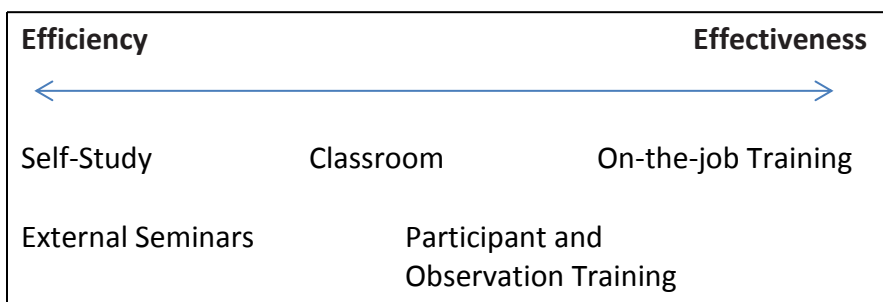 Efficiency Effectiveness
Self-Study Classroom On-the-job Training
External Seminars Participant and
Observation Training